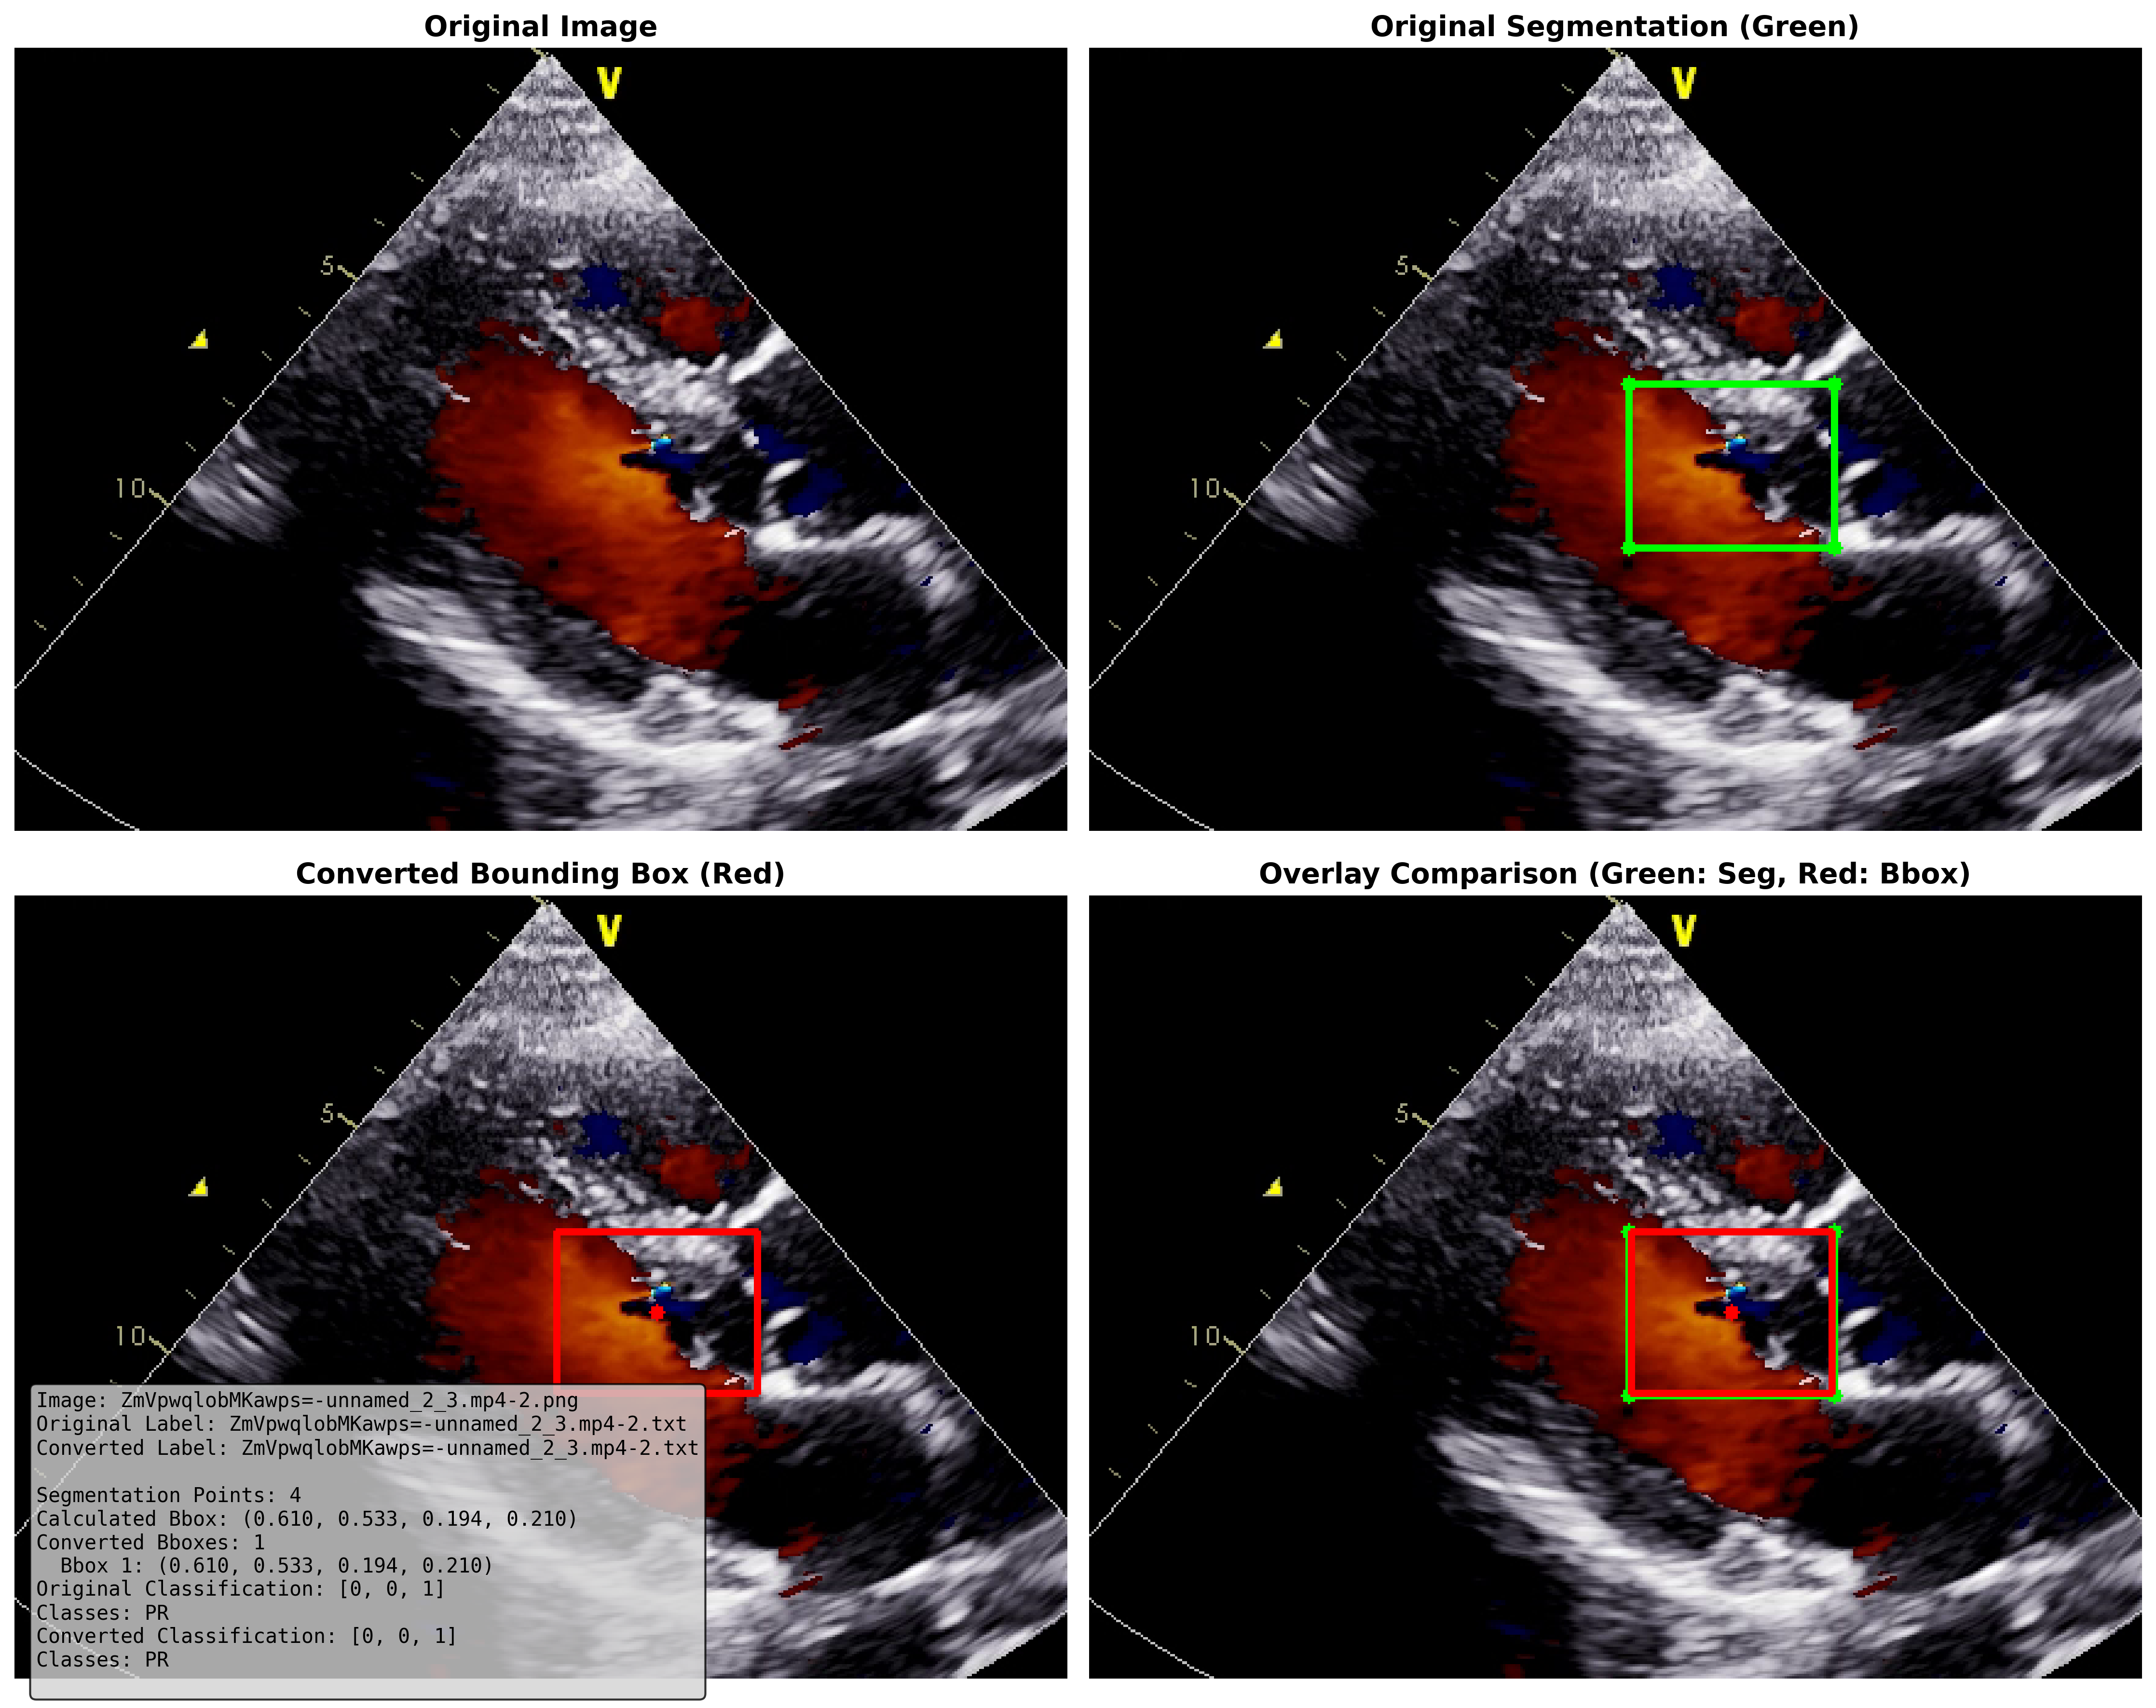 Original Image
Original Segmentation (Green)
V
5
10
V
5
10
Converted Bounding Box (Red)
Overlay Comparison (Green: Seg, Red: Bbox)
V
5
10
V
5
10
Image: ZmVpwqlobMKawps=-unnamed_2_3.mp4-2.png
Original Label: ZmVpwqlobMKawps=-unnamed_2_3.mp4-2.txt
Converted Label: ZmVpwqlobMKawps=-unnamed_2_3.mp4-2.txt
Segmentation Points: 4
Calculated Bbox: (0.610, 0.533, 0.194, 0.210)
Converted Bboxes: 1
Bbox 1: (0.610, 0.533, 0.194, 0.210)
Original Classification: [0, 0, 1]
Classes: PR
Converted Classification: [0, 0, 1]
Classes: PR